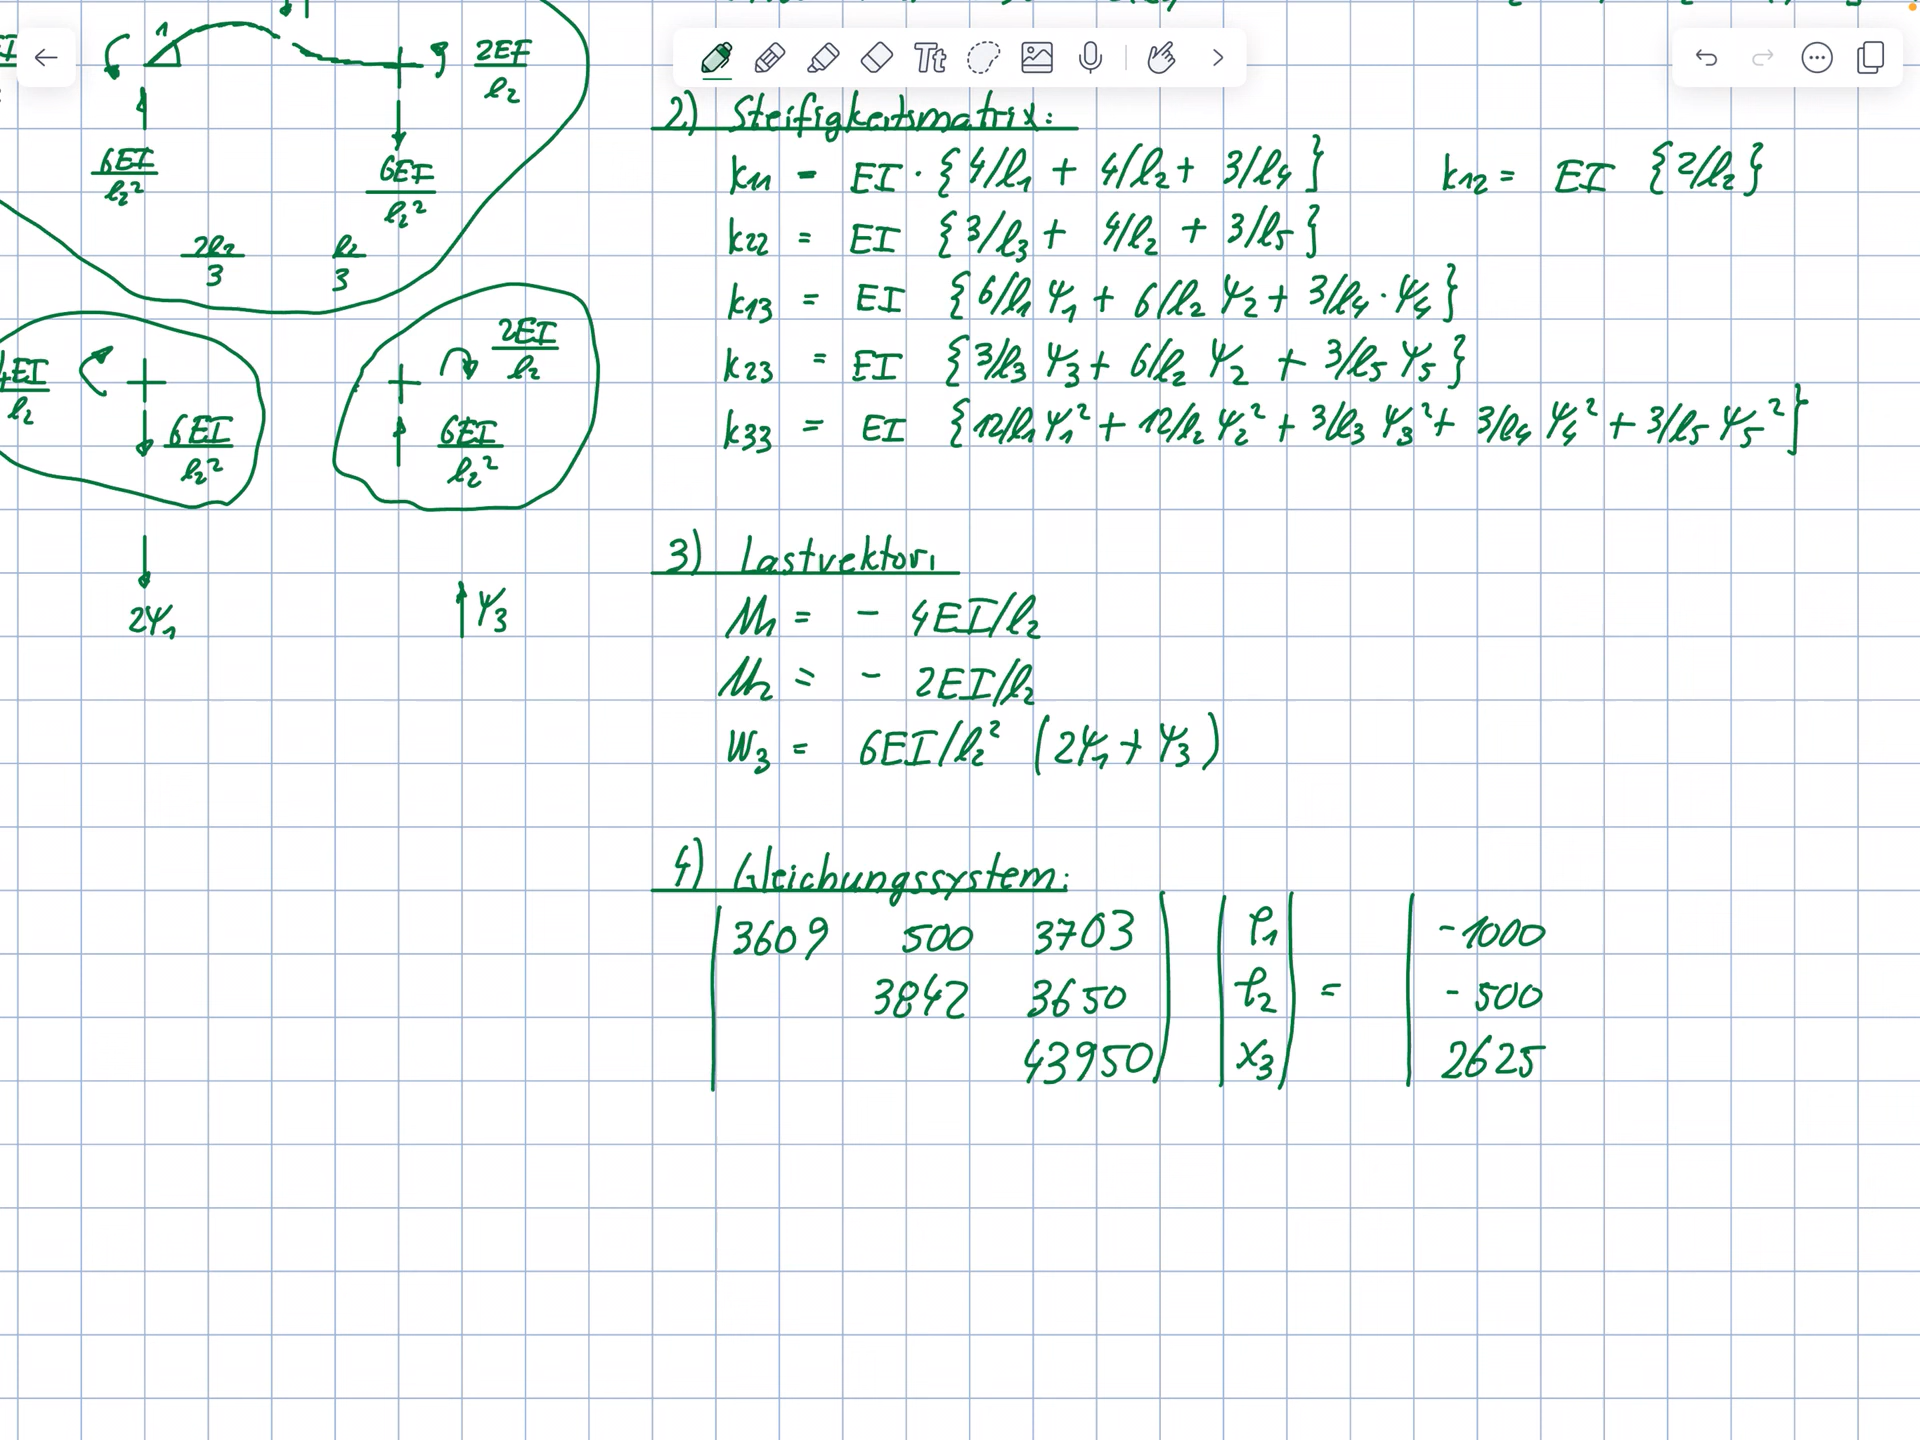 1
2EI/l₂
6EI/l₂²
6EI/l₂²
2l₂/3
l₂/3
4EI/l₂
6EI/l₂²
2EI/l₂
6EI/l₂²
2Ψ₁
Ψ₃
Tt
2) Steifigkeitsmatrix:
k₁₁ = EI · {4/l₁ + 4/l₂ + 3/l₄} k₁₂ = EI {2/l₂}
k₂₂ = EI {3/l₃ + 4/l₂ + 3/l₅}
k₁₃ = EI {6/l₁ Ψ₁ + 6/l₂ Ψ₂ + 3/l₄ · Ψ₄}
k₂₃ = EI {3/l₃ Ψ₃ + 6/l₂ Ψ₂ + 3/l₅ Ψ₅}
k₃₃ = EI {12/l₁ Ψ₁² + 12/l₂ Ψ₂² + 3/l₃ Ψ₃² + 3/l₄ Ψ₄² + 3/l₅ Ψ₅²}
3) Lastvektor:
M₁ = - 4EI/l₂
M₂ = - 2EI/l₂
W₃ = 6EI/l₂² (2Ψ₁ + Ψ₃)
4) Gleichungssystem:
| 3609 500 3703 | | φ₁ | | -1000
| 3842 3650 | | φ₂ | = | - 500
| 43950 | | x₃ | | 2625